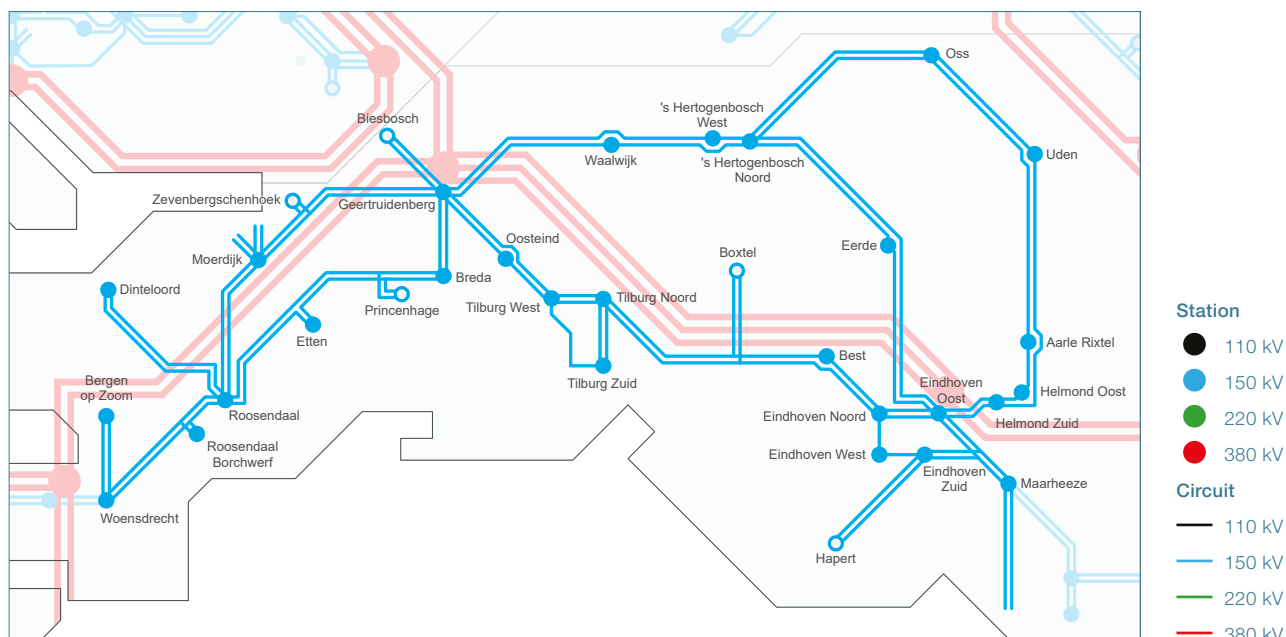 Oss
's Hertogenbosch
West
Biesbosch
Waalwijk
's Hertogenbosch
Noord
Uden
Zevenbergschenhoek
Geertruidenberg
Oosteind
Eerde
Boxtel
Moerdijk
Breda
Dinteloord
Princenhage
Tilburg West
Tilburg Noord
Etten
Aarle Rixtel
Best
Tilburg Zuid
Bergen
op Zoom
Eindhoven
Oost
Helmond Oost
Roosendaal
Eindhoven Noord
Helmond Zuid
Roosendaal
Borchwerf
Eindhoven West
Eindhoven
Zuid
Maarheeze
Woensdrecht
Hapert
Station
110 kV
150 kV
220 kV
380 kV
Circuit
110 kV
150 kV
220 kV
380 kV